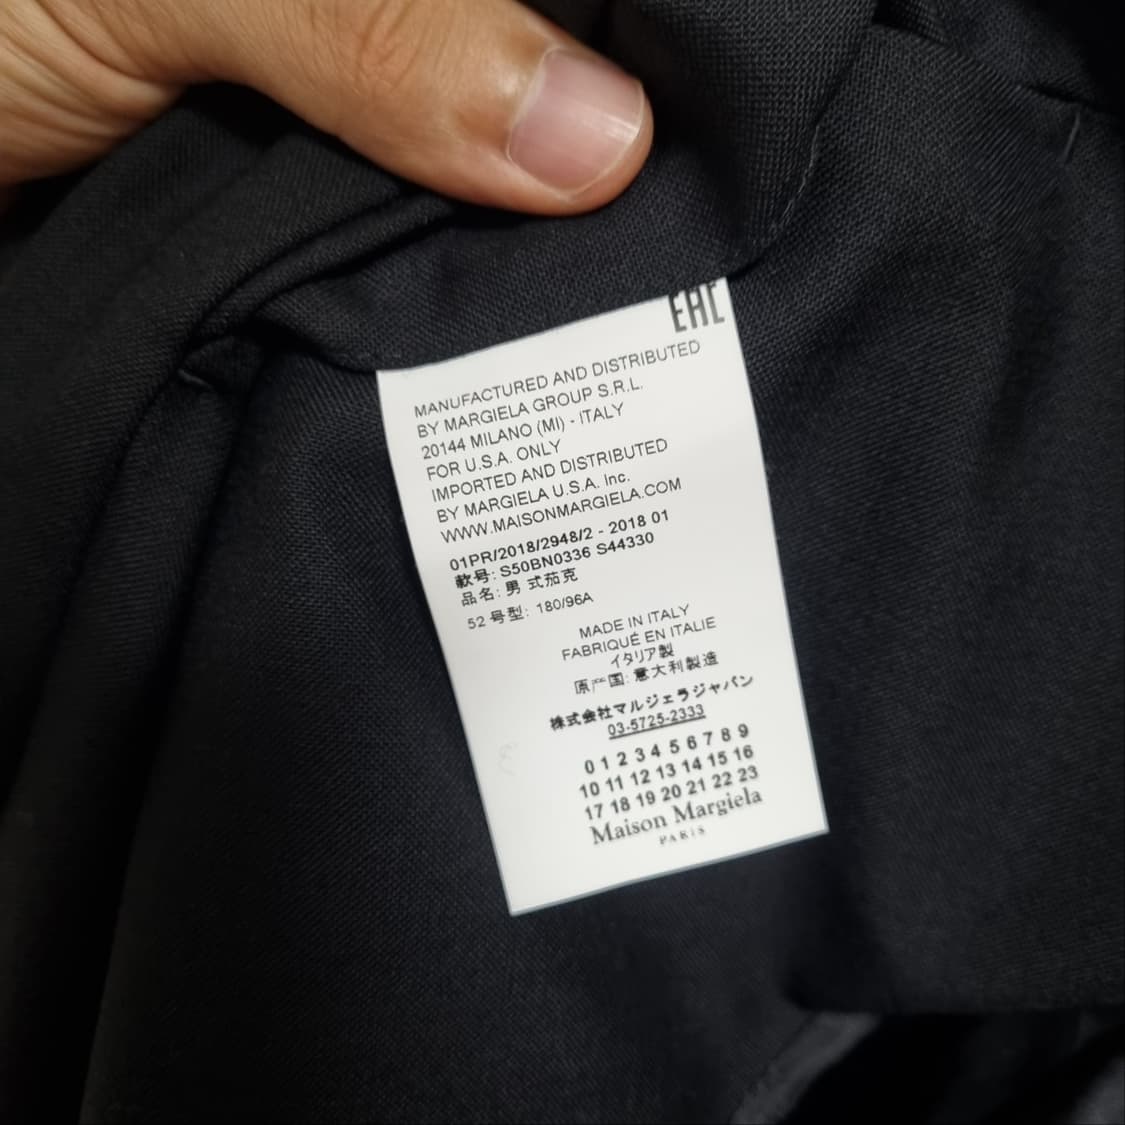 EAC
MANUFACTURED AND DISTRIBUTED
BY MARGIELA GROUP S.R.L.
20144 MILANO (MI) - ITALY
FOR U.S.A. ONLY
IMPORTED AND DISTRIBUTED
BY MARGIELA U.S.A. Inc.
WWW.MAISONMARGIELA.COM
01PR/2018/2948/2 - 2018 01
款号: S50BN0336 S44330
品名: 男 式茄克
52 号型: 180/96A
MADE IN ITALY
FABRIQUÉ EN ITALIE
イタリア製
原产国: 意大利製造
株式会社マルジェラジャパン
03-5725-2333
0 1 2 3 4 5 6 7 8 9
10 11 12 13 14 15 16
17 18 19 20 21 22 23
Maison Margiela
PARIS